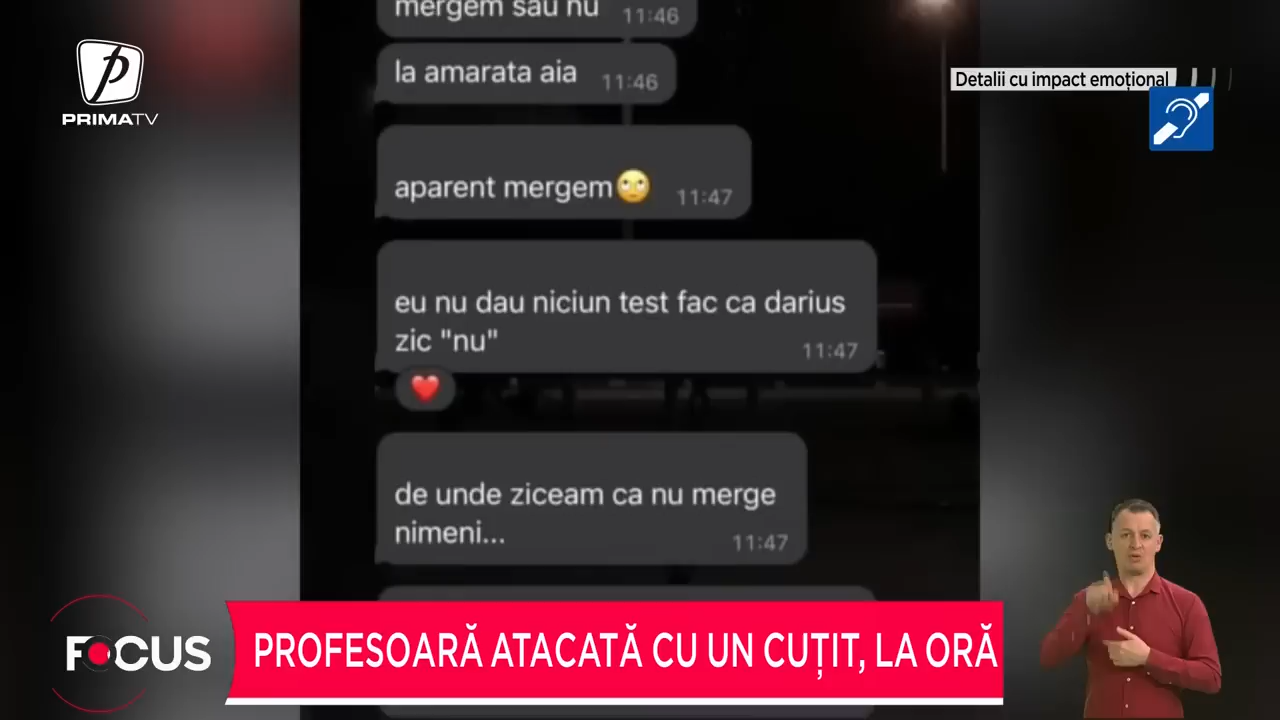 mergem sau nu 11:46
la amarata aia 11:46
PRIMATV
Detalii cu impact emoțional
aparent mergem🙄 11:47
eu nu dau niciun test fac ca darius
zic "nu"
11:47
de unde ziceam ca nu merge
nimeni...
11:47
FOCUS
PROFESOARĂ ATACATĂ CU UN CUȚIT, LA ORĂ